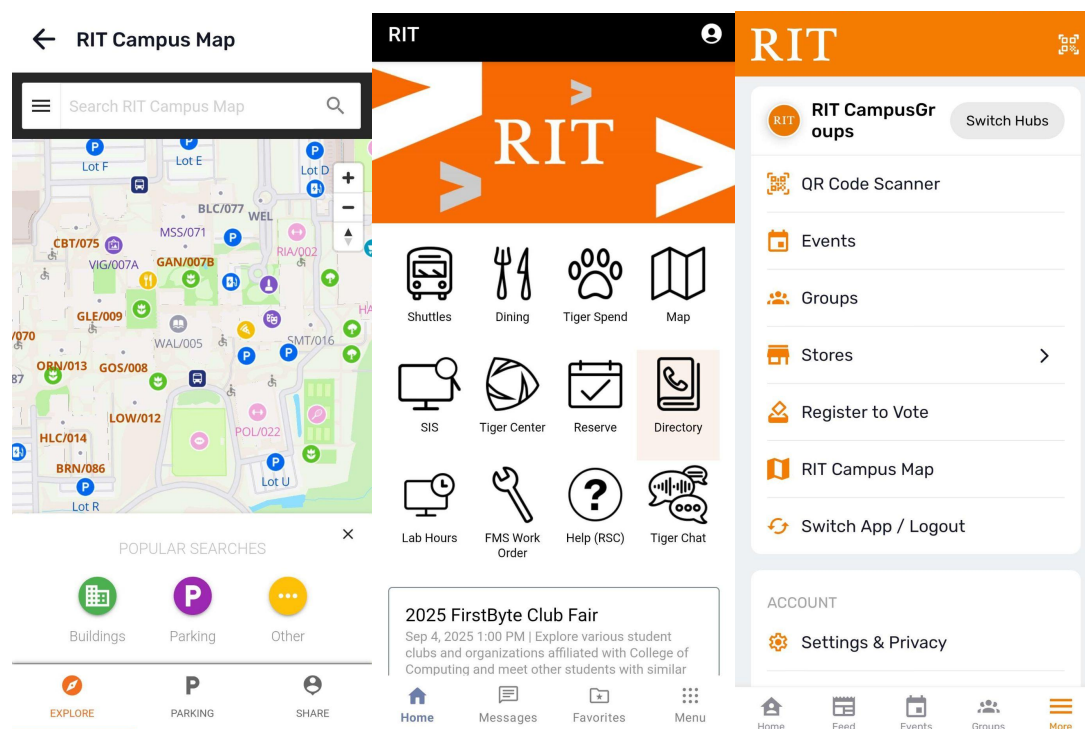 RIT Campus Map
Search RIT Campus Map
P P P
Lot F Lot E Lot D
+
−
BLC/077 WEL
MSS/071
P
CBT/075
RIA/002
VIG/007A GAN/007B
GLE/009
WAL/005
SMT/016
/070
P P
ORN/013 GOS/008
87
LOW/012
POL/022
HLC/014
BRN/086
P
Lot U
P
Lot R
POPULAR SEARCHES
P
Buildings Parking Other
P
EXPLORE PARKING SHARE
RIT
RIT
Shuttles Dining Tiger Spend Map
SIS Tiger Center Reserve Directory
?
Lab Hours FMS Work Order Help (RSC) Tiger Chat
2025 FirstByte Club Fair
Sep 4, 2025 1:00 PM | Explore various student
clubs and organizations affiliated with College of
Computing and meet other students with similar
Home Messages Favorites Menu
RIT
RIT
RIT CampusGr
oups
Switch Hubs
QR Code Scanner
Events
Groups
Stores
Register to Vote
RIT Campus Map
Switch App / Logout
ACCOUNT
Settings & Privacy
Home Feed Events Groups More